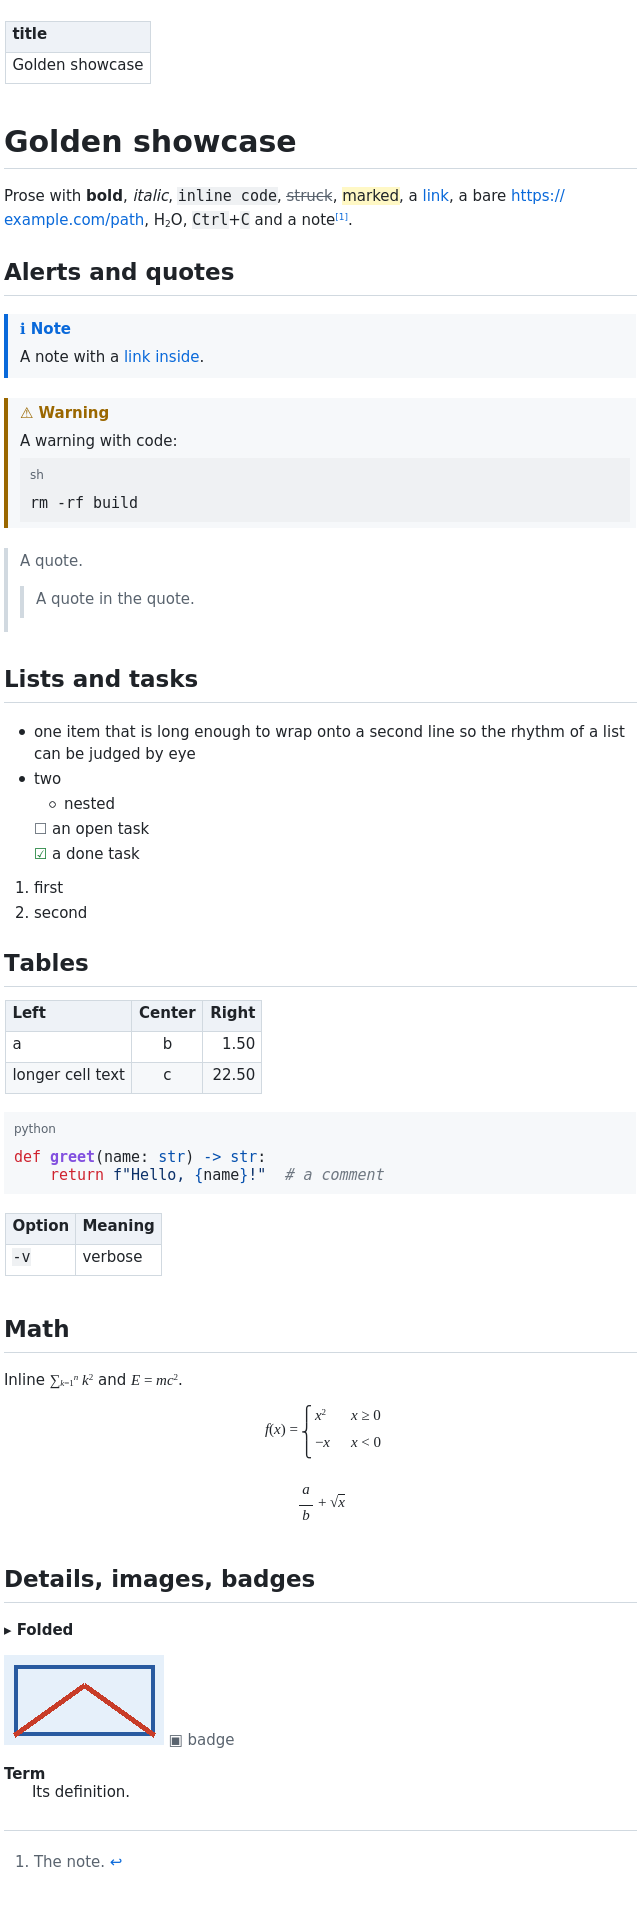 title
Golden showcase
Golden showcase
Prose with bold, italic, inline code, struck, marked, a link, a bare https://
example.com/path, H₂O, Ctrl+C and a note[1].
Alerts and quotes
ℹ Note
A note with a link inside.
⚠ Warning
A warning with code:
sh
rm -rf build
A quote.
A quote in the quote.
Lists and tasks
• one item that is long enough to wrap onto a second line so the rhythm of a list
can be judged by eye
• two
◦ nested
☐ an open task
☑ a done task
1. first
2. second
Tables
Left Center Right
a b 1.50
longer cell text c 22.50
python
def greet(name: str) -> str:
    return f"Hello, {name}!"  # a comment
Option Meaning
-v verbose
Math
Inline ∑ₖ₌₁ⁿ k² and E = mc².
f(x) = { x² x ≥ 0
−x x < 0
a
b + √x
Details, images, badges
▸ Folded
▣ badge
Term
Its definition.
1. The note. ↩